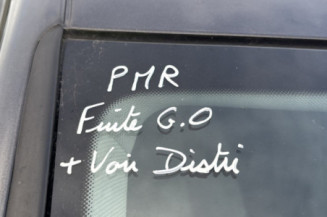 PMR
Fuite G.O
+ Voir Distri